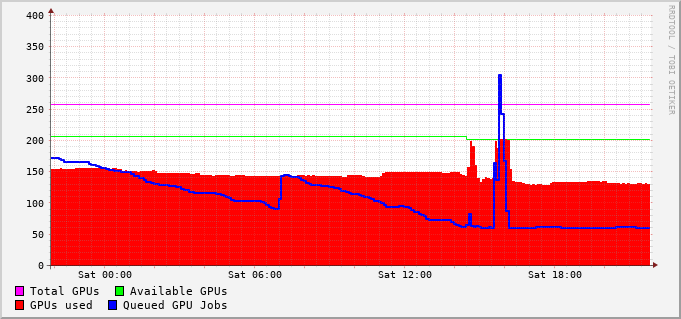 400
350
300
250
200
150
100
50
0
Sat 00:00 Sat 06:00 Sat 12:00 Sat 18:00
Total GPUs Available GPUs
GPUs used Queued GPU Jobs
RRDTOOL / TOBI OETIKER